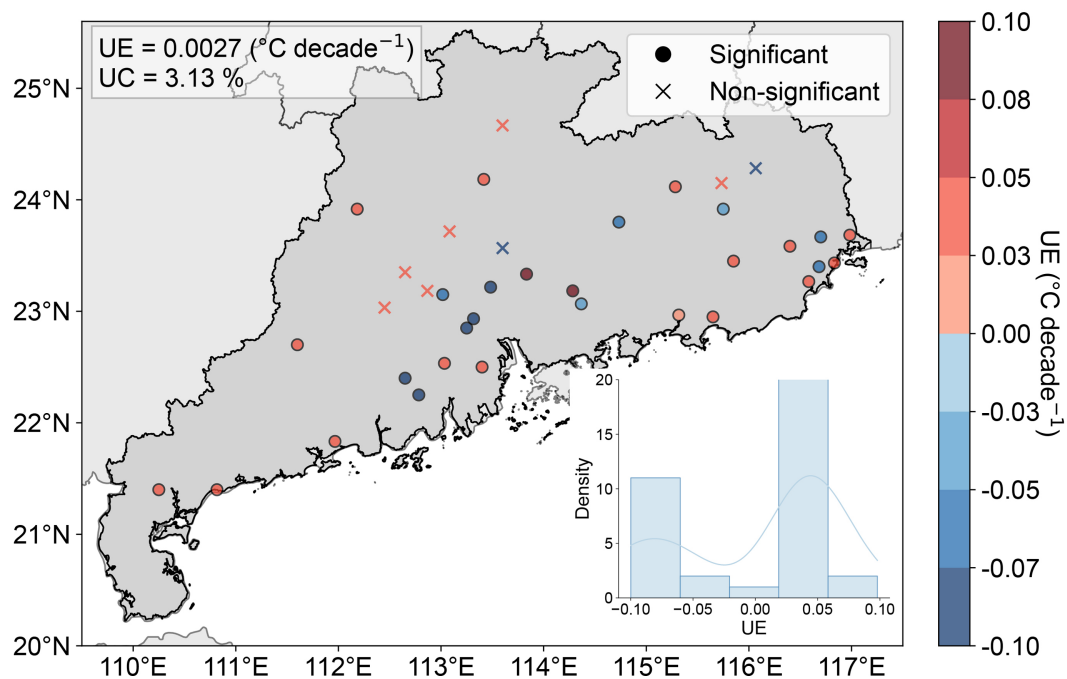 UE = 0.0027 (°C decade⁻¹)
UC = 3.13 %
Significant
Non-significant
25°N
24°N
23°N
22°N
21°N
20°N
110°E
111°E
112°E
113°E
114°E
115°E
116°E
117°E
20
15
10
5
0
Density
−0.10
−0.05
0.00
0.05
0.10
UE
0.10
0.08
0.05
0.03
0.00
-0.03
-0.05
-0.07
-0.10
UE (°C decade⁻¹)